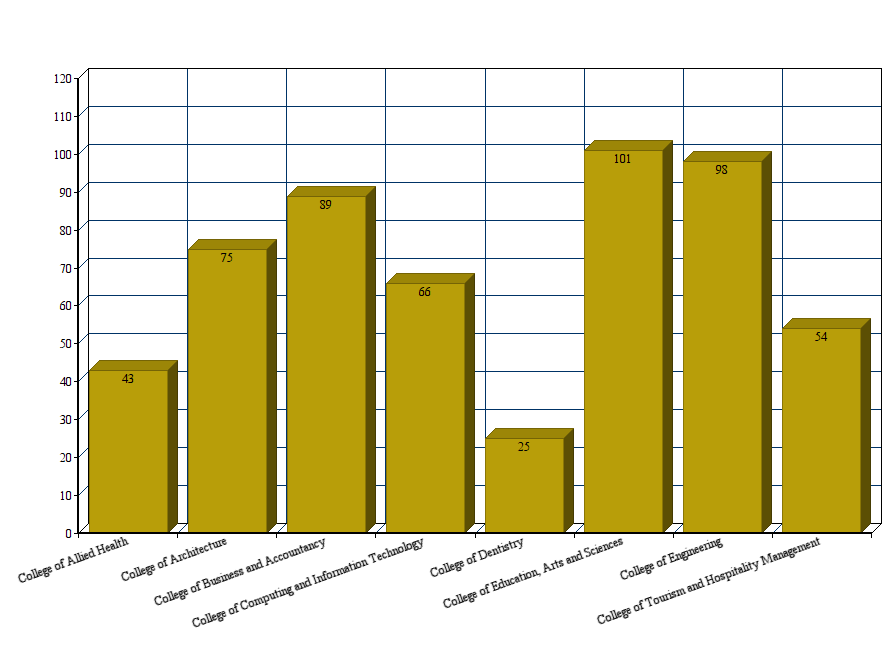 120
110
100
90
80
70
60
50
40
30
20
10
0
43
75
89
66
25
101
98
54
College of Allied Health
College of Architecture
College of Business and Accountancy
College of Computing and Information Technology
College of Dentistry
College of Education, Arts and Sciences
College of Engineering
College of Tourism and Hospitality Management